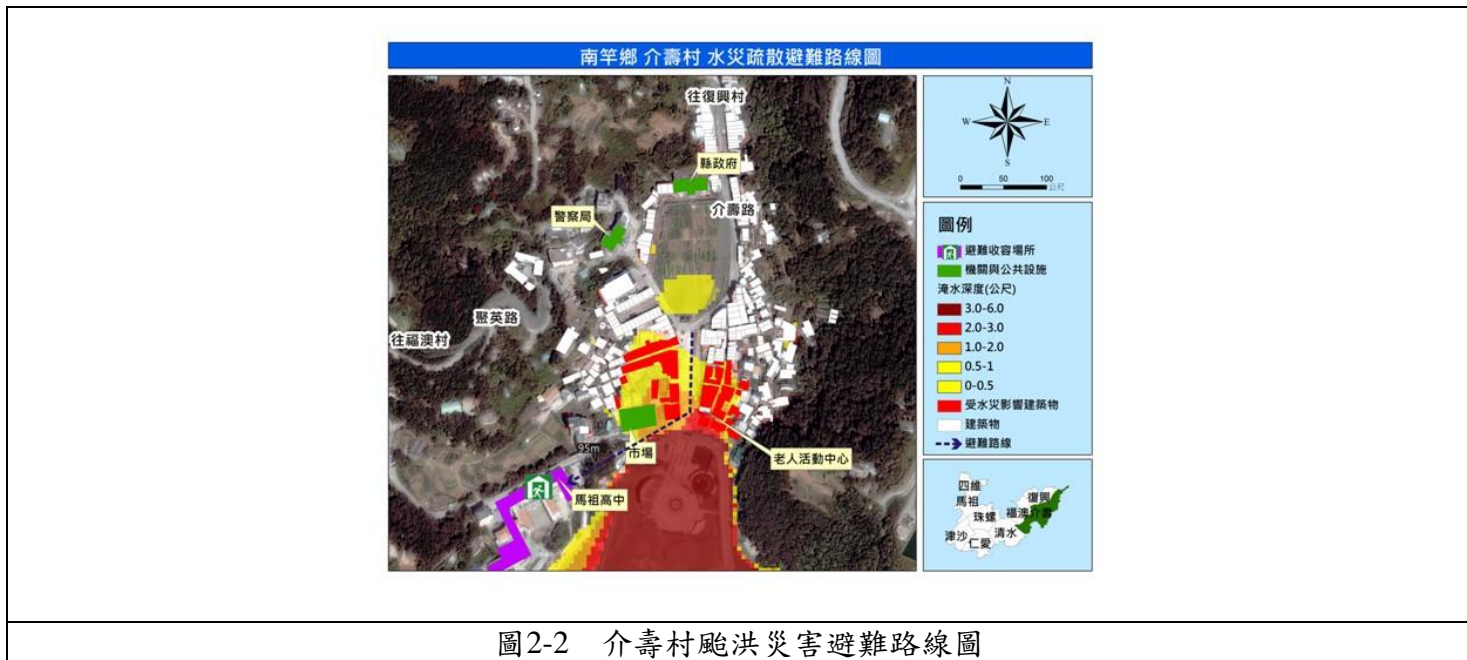 南竿鄉 介壽村 水災疏散避難路線圖
往復興村
縣政府
介壽路
警察局
聚英路
往福澳村
95m
市場
老人活動中心
馬祖高中
N
W E
S
0 50 100
公尺
圖例
避難收容場所
機關與公共設施
淹水深度(公尺)
3.0-6.0
2.0-3.0
1.0-2.0
0.5-1
0-0.5
受水災影響建築物
建築物
避難路線
四維
馬祖
復興
珠螺
福澳
介壽
津沙
仁愛
清水
圖2-2 介壽村颱洪災害避難路線圖